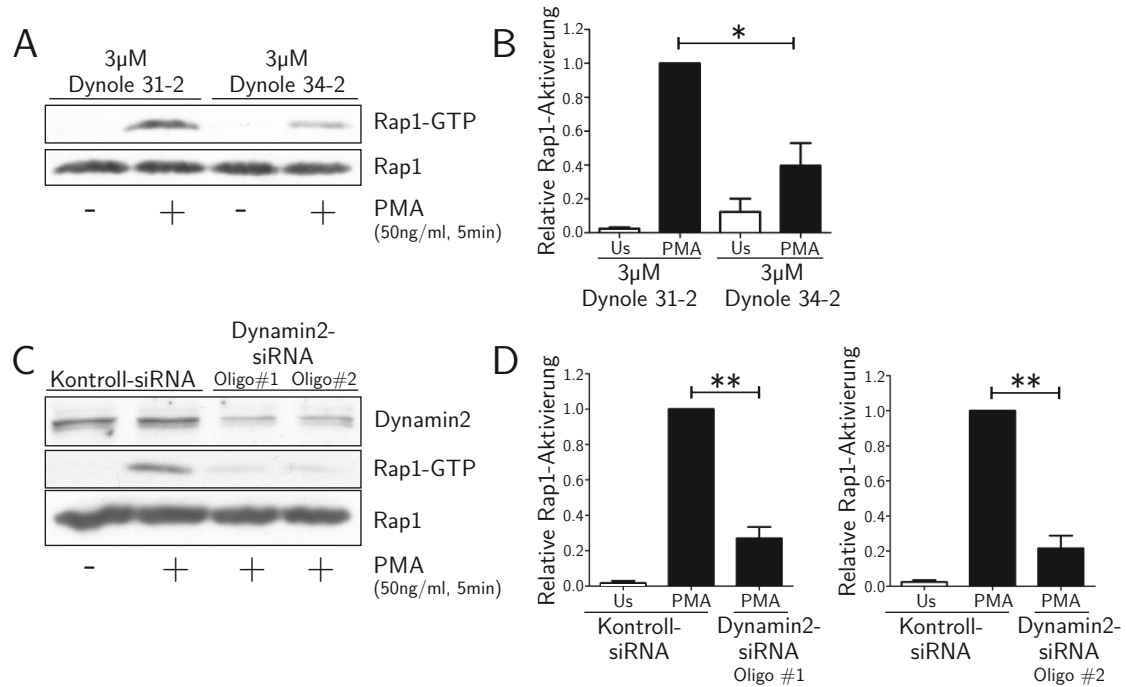 A
3µM
Dynole 31-2
3µM
Dynole 34-2
Rap1-GTP
Rap1
- + - + PMA
(50ng/ml, 5min)
B
Relative Rap1-Aktivierung
1.2
1.0
0.8
0.6
0.4
0.2
0.0
*
Us PMA Us PMA
3µM
Dynole 31-2
3µM
Dynole 34-2
C
Kontroll-siRNA
Dynamin2-
siRNA
Oligo#1 Oligo#2
Dynamin2
Rap1-GTP
Rap1
- + + + PMA
(50ng/ml, 5min)
D
Relative Rap1-Aktivierung
1.2
1.0
0.8
0.6
0.4
0.2
0.0
**
Us PMA PMA
Kontroll-
siRNA
Dynamin2-
siRNA
Oligo #1
Relative Rap1-Aktivierung
1.2
1.0
0.8
0.6
0.4
0.2
0.0
**
Us PMA PMA
Kontroll-
siRNA
Dynamin2-
siRNA
Oligo #2